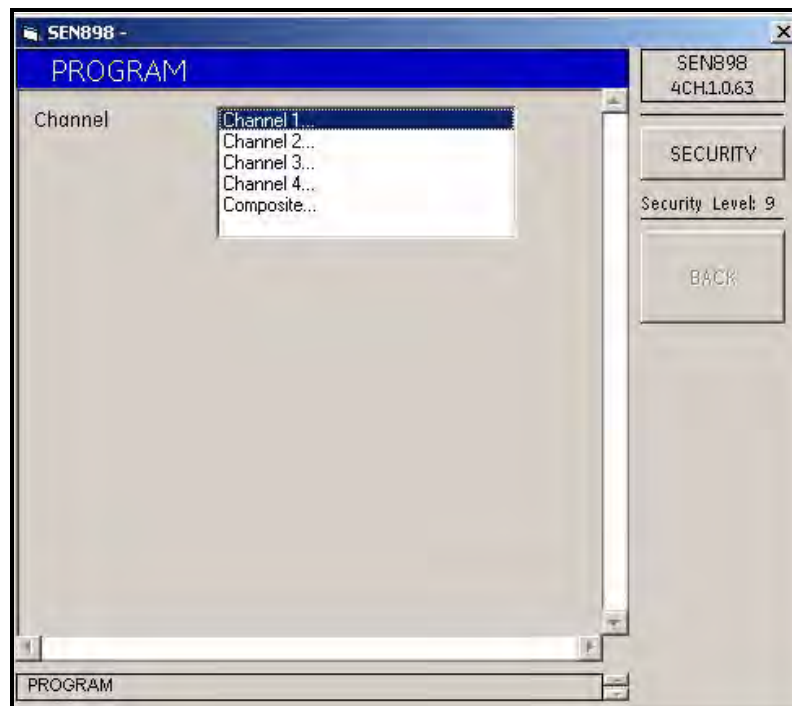 SEN898 -
PROGRAM
Channel
Channel 1...
Channel 2...
Channel 3...
Channel 4...
Composite...
SEN898
4CH.1.0.63
SECURITY
Security Level: 9
BACK
PROGRAM